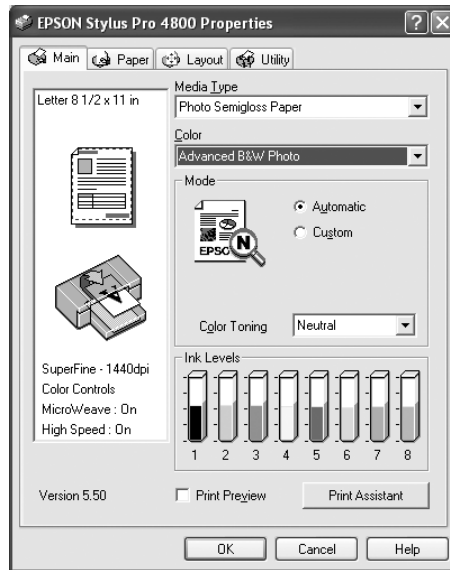 EPSON Stylus Pro 4800 Properties
Main
Paper
Layout
Utility
Letter 8 1/2 x 11 in
Media Type
Photo Semigloss Paper
Color
Advanced B&W Photo
Mode
EPSO
N
Automatic
Custom
Color Toning
Neutral
SuperFine - 1440dpi
Color Controls
MicroWeave : On
High Speed : On
Ink Levels
1 2 3 4 5 6 7 8
Version 5.50
Print Preview
Print Assistant
OK
Cancel
Help